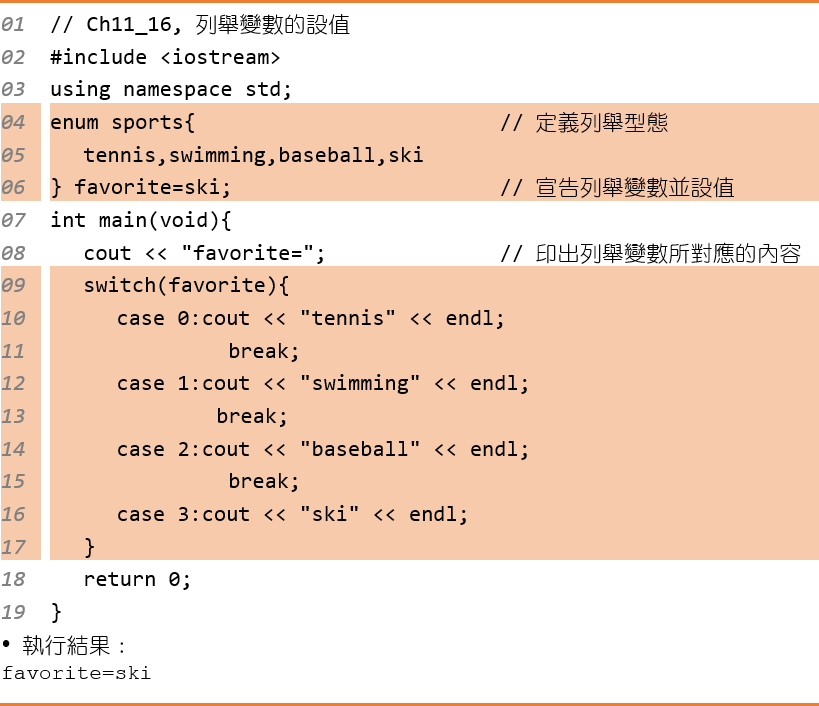 01 // Ch11_16, 列舉變數的設值
02 #include <iostream>
03 using namespace std;
04 enum sports{ // 定義列舉型態
05 tennis,swimming,baseball,ski
06 } favorite=ski; // 宣告列舉變數並設值
07 int main(void){
08 cout << "favorite="; // 印出列舉變數所對應的內容
09 switch(favorite){
10 case 0:cout << "tennis" << endl;
11 break;
12 case 1:cout << "swimming" << endl;
13 break;
14 case 2:cout << "baseball" << endl;
15 break;
16 case 3:cout << "ski" << endl;
17 }
18 return 0;
19 }
• 執行結果：
favorite=ski